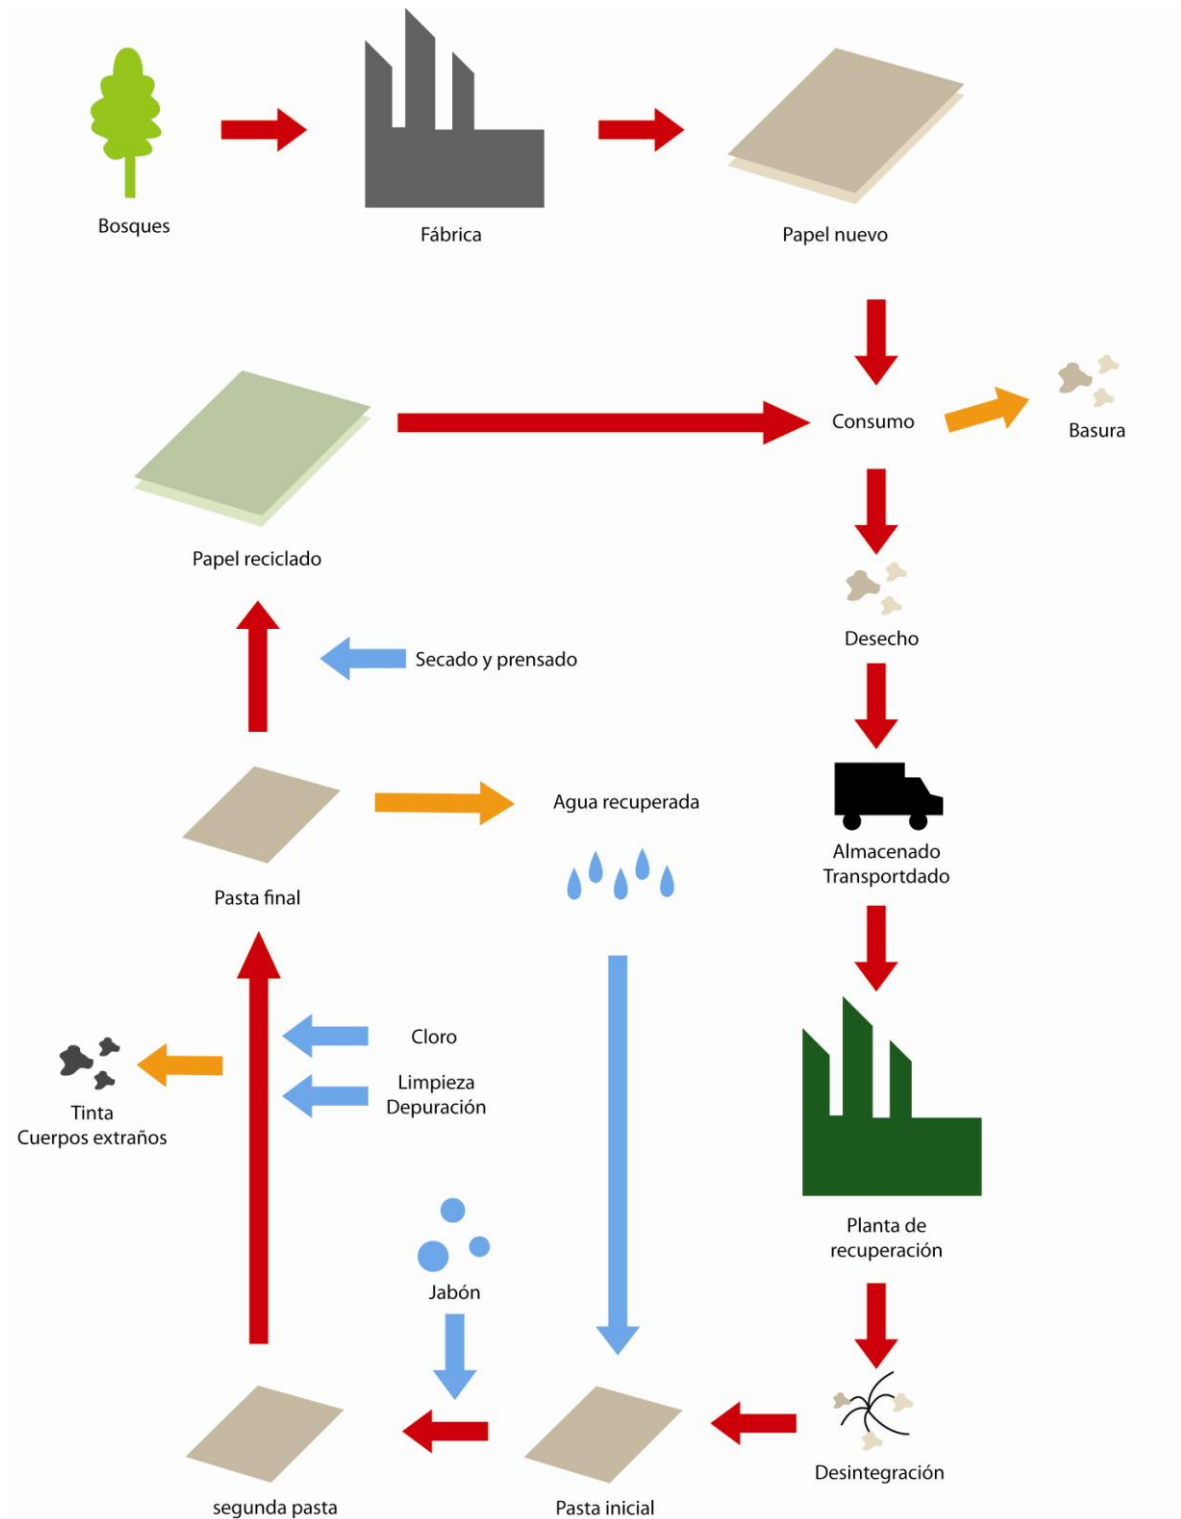 Bosques
Fábrica
Papel nuevo
Consumo
Basura
Papel reciclado
Desecho
Secado y prensado
Agua recuperada
Almacenado
Transportdado
Pasta final
Cloro
Limpieza
Depuración
Tinta
Cuerpos extraños
Planta de
recuperación
Jabón
Desintegración
segunda pasta
Pasta inicial